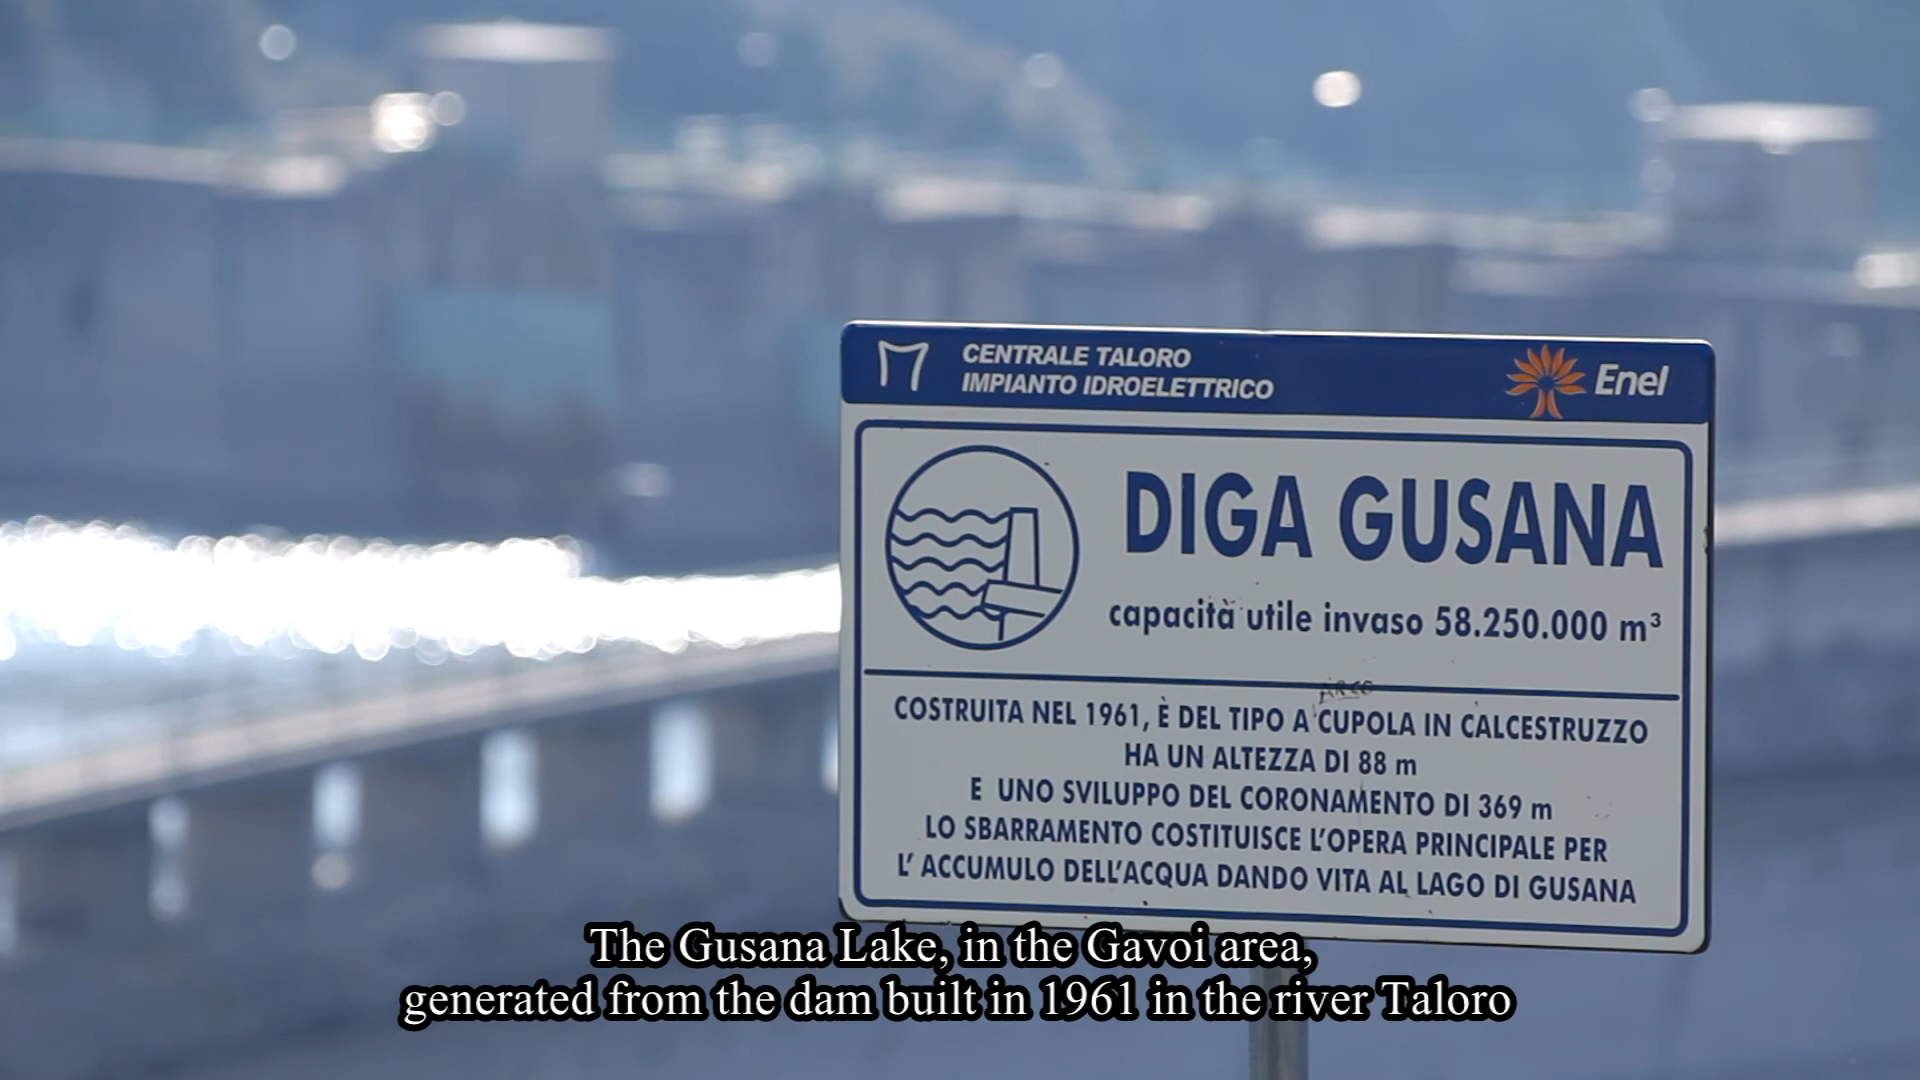 CENTRALE TALORO
IMPIANTO IDROELETTRICO
Enel
DIGA GUSANA
capacità utile invaso 58.250.000 m³
ARCO
COSTRUITA NEL 1961, È DEL TIPO A CUPOLA IN CALCESTRUZZO
HA UN ALTEZZA DI 88 m
E UNO SVILUPPO DEL CORONAMENTO DI 369 m
LO SBARRAMENTO COSTITUISCE L'OPERA PRINCIPALE PER
L' ACCUMULO DELL'ACQUA DANDO VITA AL LAGO DI GUSANA
The Gusana Lake, in the Gavoi area,
generated from the dam built in 1961 in the river Taloro